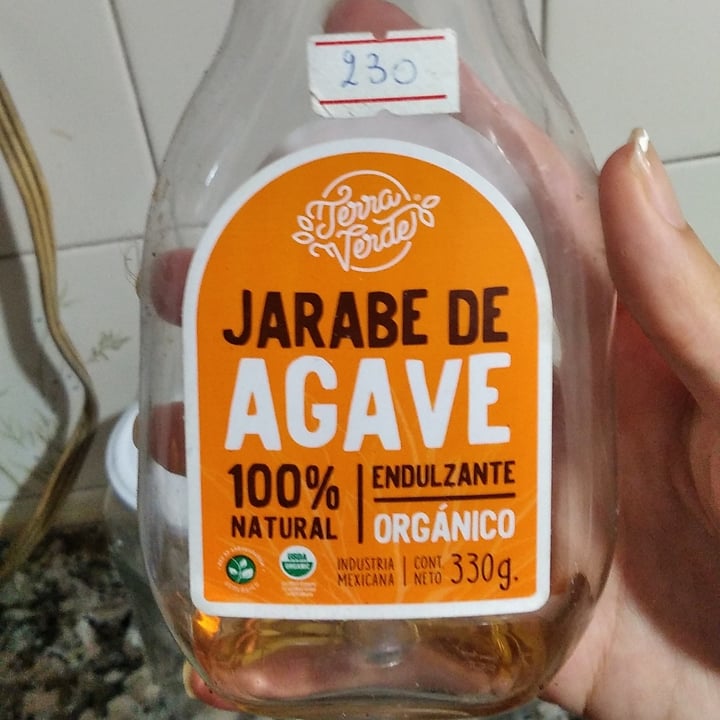 230
Terra
Verde
JARABE DE
AGAVE
100%
NATURAL
ENDULZANTE
ORGÁNICO
USDA
ORGANIC
INDUSTRIA
MEXICANA
CONT.
NETO
330g.